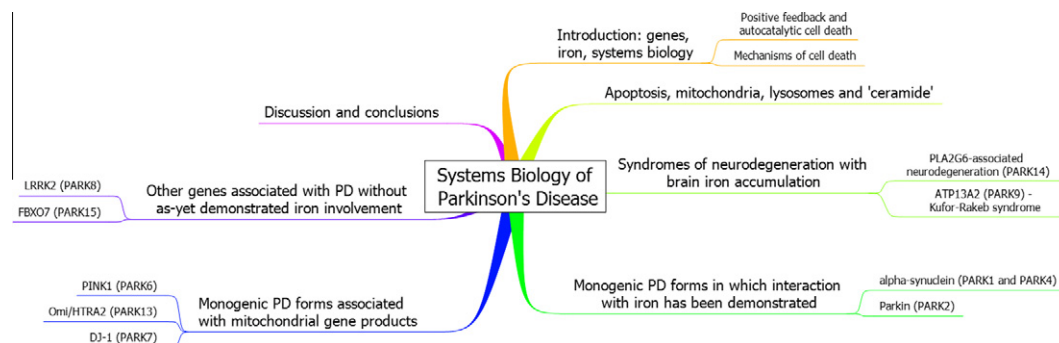 Systems Biology of
Parkinson's Disease
Introduction: genes,
iron, systems biology
Positive feedback and
autocatalytic cell death
Mechanisms of cell death
Apoptosis, mitochondria, lysosomes and 'ceramide'
Syndromes of neurodegeneration with
brain iron accumulation
PLA2G6-associated
neurodegeneration (PARK14)
ATP13A2 (PARK9) -
Kufor-Rakeb syndrome
Monogenic PD forms in which interaction
with iron has been demonstrated
alpha-synuclein (PARK1 and PARK4)
Parkin (PARK2)
Monogenic PD forms associated
with mitochondrial gene products
PINK1 (PARK6)
Omi/HTRA2 (PARK13)
DJ-1 (PARK7)
Other genes associated with PD without
as-yet demonstrated iron involvement
LRRK2 (PARK8)
FBXO7 (PARK15)
Discussion and conclusions